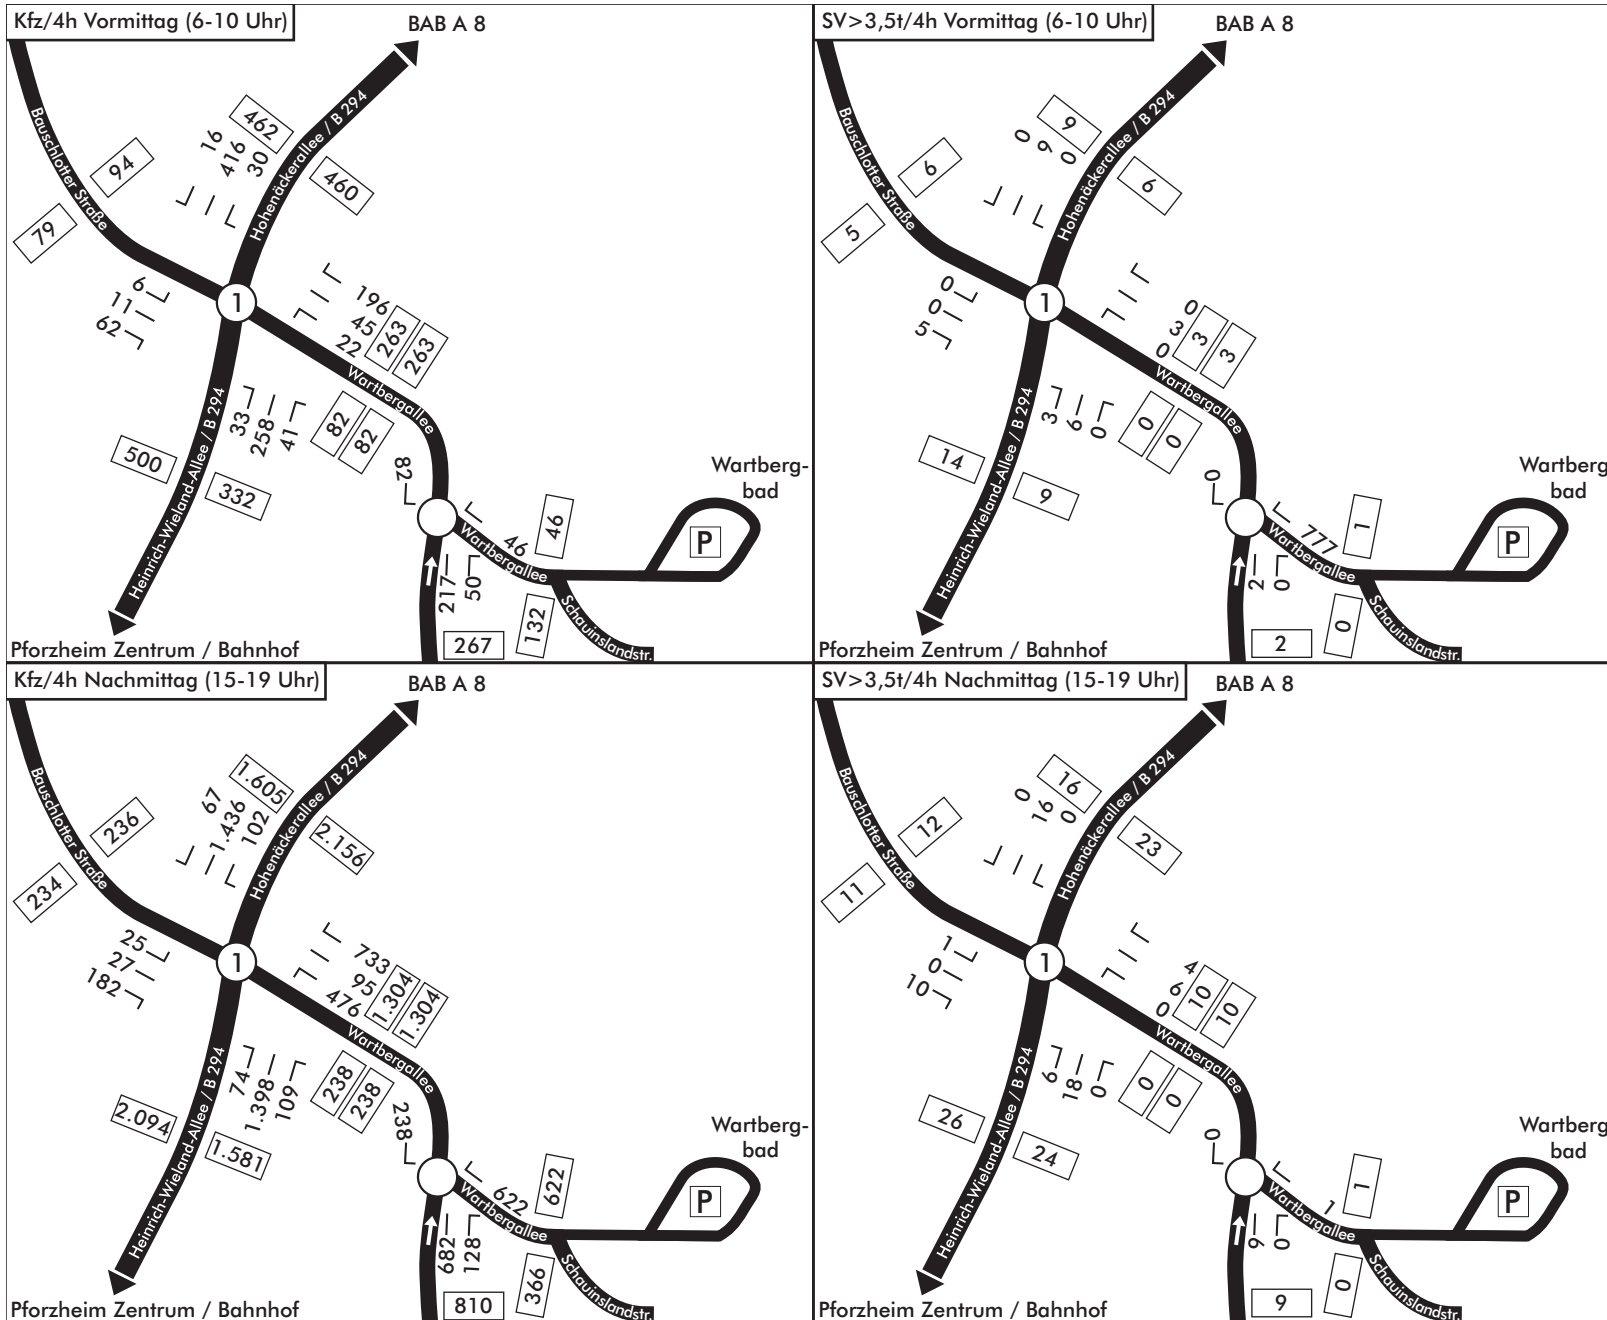 Kfz/4h Vormittag (6-10 Uhr)
BAB A 8
Bauschlotter Straße
Hohenäckerallee / B 294
94
79
16
416
30
462
460
6
11
62
1
196
45
22
263
263
Wartbergallee
33
258
41
82
82
82
500
332
Heinrich-Wieland-Allee / B 294
Wartberg-
bad
P
46
46
Wartbergallee
217
50
132
267
Schauinslandstr.
Pforzheim Zentrum / Bahnhof
SV>3,5t/4h Vormittag (6-10 Uhr)
BAB A 8
Bauschlotter Straße
Hohenäckerallee / B 294
6
5
0
9
0
9
6
0
0
5
1
0
3
0
3
3
Wartbergallee
3
6
0
0
0
0
14
9
Heinrich-Wieland-Allee / B 294
Wartberg
bad
P
777
1
Wartbergallee
2
0
0
2
Schauinslandstr.
Pforzheim Zentrum / Bahnhof
Kfz/4h Nachmittag (15-19 Uhr)
BAB A 8
Bauschlotter Straße
Hohenäckerallee / B 294
236
234
67
1.436
102
1.605
2.156
25
27
182
1
733
95
476
1.304
1.304
Wartbergallee
74
1.398
109
238
238
238
2.094
1.581
Heinrich-Wieland-Allee / B 294
Wartberg-
bad
P
622
622
Wartbergallee
682
128
366
810
Schauinslandstr.
Pforzheim Zentrum / Bahnhof
SV>3,5t/4h Nachmittag (15-19 Uhr)
BAB A 8
Bauschlotter Straße
Hohenäckerallee / B 294
12
11
0
16
0
16
23
1
0
10
1
4
6
0
10
10
Wartbergallee
6
18
0
0
0
0
26
24
Heinrich-Wieland-Allee / B 294
Wartberg
bad
P
1
1
Wartbergallee
9
0
0
9
Schauinslandstr.
Pforzheim Zentrum / Bahnhof